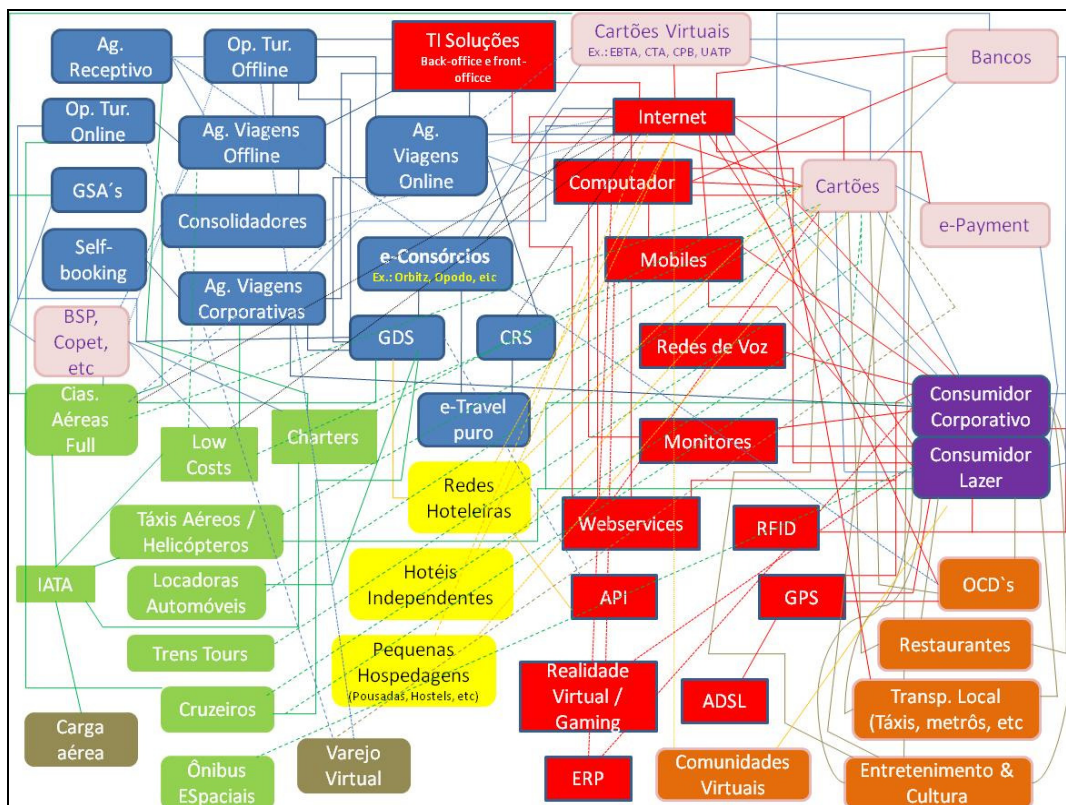 Ag.
Receptivo
Op. Tur.
Offline
TI Soluções
Back-office e front-
officce
Cartões Virtuais
Ex.: EBTA, CTA, CPB, UATP
Bancos
Op. Tur.
Online
Ag. Viagens
Offline
Ag.
Viagens
Online
Internet
GSA´s
Consolidadores
Computador
Cartões
e-Payment
Self-
booking
Ag. Viagens
Corporativas
e-Consórcios
Ex.: Orbitz, Opodo, etc
Mobiles
BSP,
Copet,
etc
GDS
CRS
Redes de Voz
Cias.
Aéreas
Full
Low
Costs
Charters
e-Travel
puro
Monitores
Consumidor
Corporativo
Consumidor
Lazer
Redes
Hoteleiras
Táxis Aéreos /
Helicópteros
Webservices
RFID
IATA
Locadoras
Automóveis
Hotéis
Independentes
API
GPS
OCD`s
Trens Tours
Pequenas
Hospedagens
(Pousadas, Hostels, etc)
Restaurantes
Cruzeiros
Realidade
Virtual /
Gaming
ADSL
Transp. Local
(Táxis, metrôs, etc
Carga
aérea
Ônibus
ESpaciais
Varejo
Virtual
ERP
Comunidades
Virtuais
Entretenimento &
Cultura